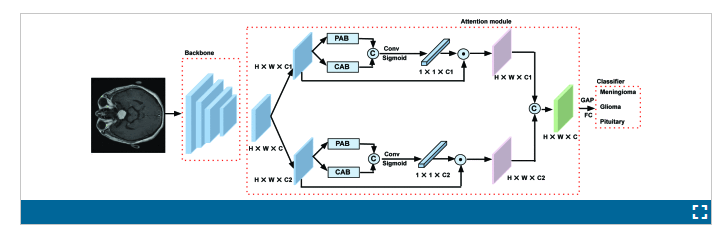 Attention module
Backbone
PAB
CAB
C
Conv
Sigmoid
H × W × C1
1 × 1 × C1
H × W × C1
H × W × C
PAB
CAB
C
Conv
Sigmoid
H × W × C2
1 × 1 × C2
H × W × C2
C
H × W × C
GAP
FC
Classifier
Meningioma
Glioma
Pituitary